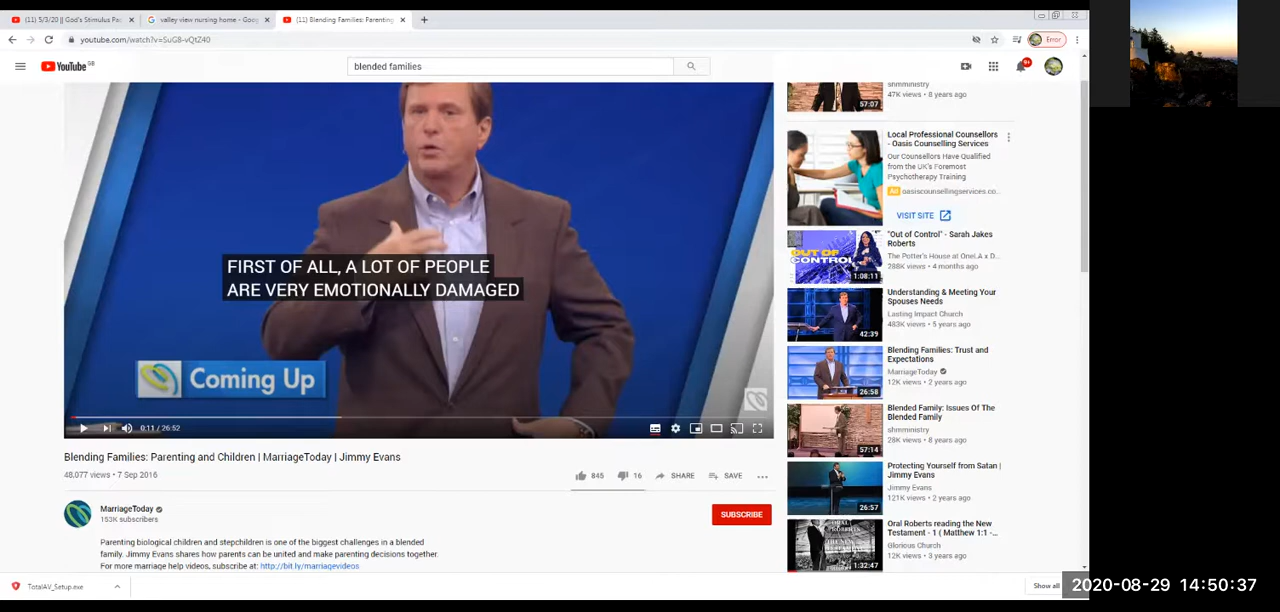 (11) 5/3/20 || God's Stimulus Pac
valley view nursing home - Goog
(11) Blending Families: Parenting
youtube.com/watch?v=SuG8-vQtZ40
Error
YouTube GB
blended families
9+
FIRST OF ALL, A LOT OF PEOPLE
ARE VERY EMOTIONALLY DAMAGED
Coming Up
0:11 / 26:52
Blending Families: Parenting and Children | MarriageToday | Jimmy Evans
48,077 views • 7 Sep 2016
845
16
SHARE
SAVE
MarriageToday
153K subscribers
SUBSCRIBE
Parenting biological children and stepchildren is one of the biggest challenges in a blended
family. Jimmy Evans shares how parents can be united and make parenting decisions together.
For more marriage help videos, subscribe at: http://bit.ly/marriagevideos
shmministry
47K views • 8 years ago
57:07
Local Professional Counsellors
- Oasis Counselling Services
Our Counsellors Have Qualified
from the UK's Foremost
Psychotherapy Training
Ad oasiscounsellingservices.co...
VISIT SITE
OUT OF
CONTROL
1:08:11
"Out of Control" - Sarah Jakes
Roberts
The Potter's House at OneLA x D...
288K views • 4 months ago
42:39
Understanding & Meeting Your
Spouses Needs
Lasting Impact Church
483K views • 5 years ago
26:58
Blending Families: Trust and
Expectations
MarriageToday
12K views • 2 years ago
57:14
Blended Family: Issues Of The
Blended Family
shmministry
28K views • 8 years ago
26:57
Protecting Yourself from Satan |
Jimmy Evans
Jimmy Evans
121K views • 2 years ago
1:32:47
Oral Roberts reading the New
Testament - 1 ( Matthew 1:1 -...
Glorious Church
12K views • 3 years ago
TotalAV_Setup.exe
Show all
2020-08-29 14:50:37